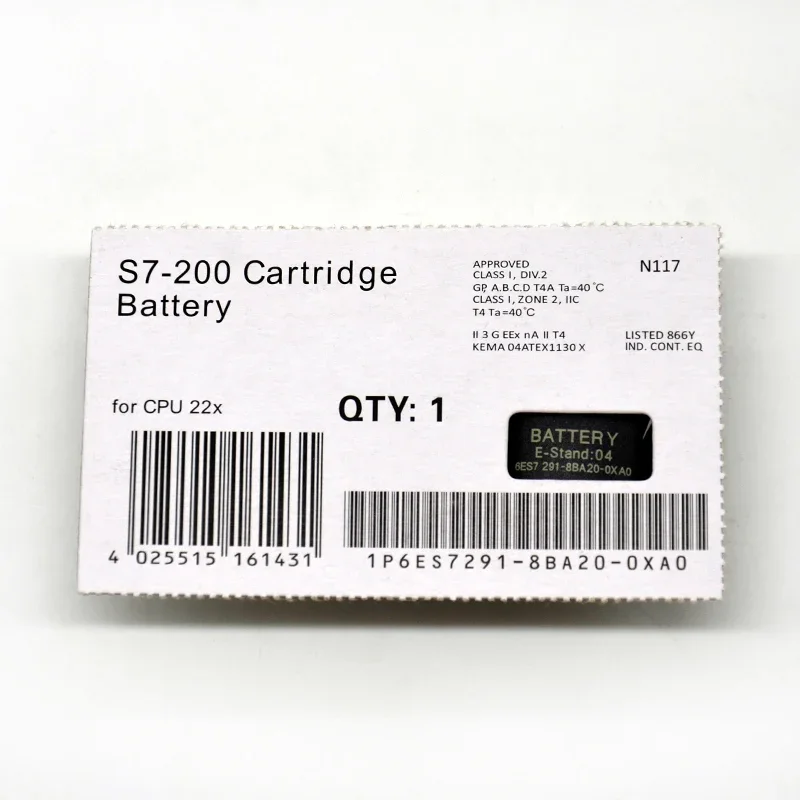 S7-200 Cartridge
Battery
APPROVED
CLASS I, DIV.2
GP, A.B.C.D T4A Ta=40°C
CLASS I, ZONE 2, IIC
T4 Ta=40°C
II 3 G EEx nA II T4
KEMA 04ATEX1130 X
N117
LISTED 866Y
IND. CONT. EQ
for CPU 22x
QTY: 1
BATTERY
E-Stand:04
6ES7 291-8BA20-0XA0
4 025515 161431
1P6ES7291-8BA20-0XA0